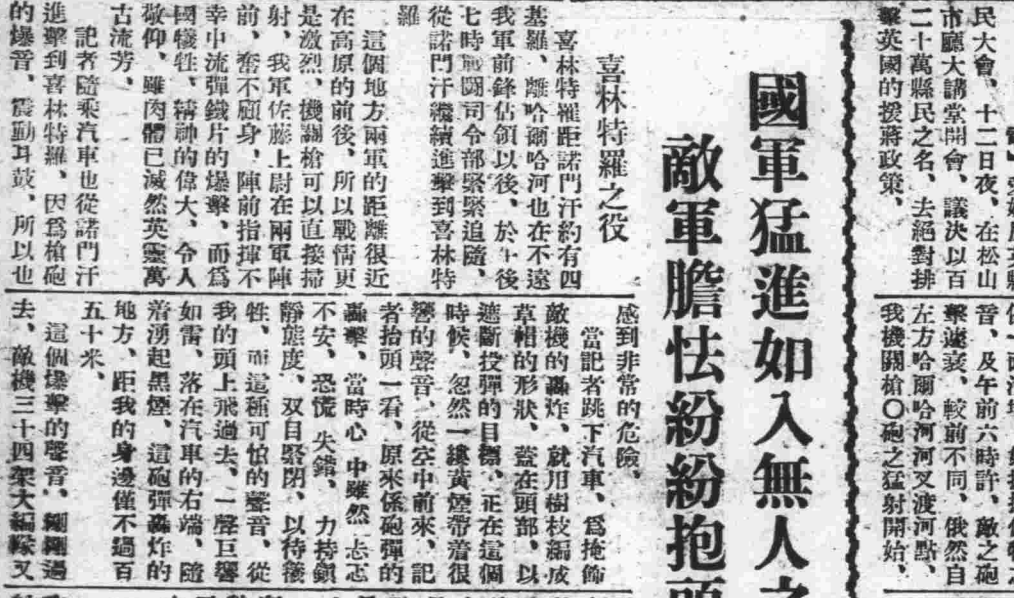 民大會、十二日夜、在松山
市廳大講堂開會、議決以百
二十萬縣民之名、去絕對排
擊英國的援蔣政策、
音、及午前六時許、敵之砲
擊遽衰、較前不同、俄然自
左方哈爾哈河河叉渡河點、
我機關槍〇砲之猛射開始、
國軍猛進如入無人之
敵軍膽怯紛紛抱頭
喜林特羅之役
喜林特羅距諾門汗約有四
基羅、離哈爾哈河也在不遠
我軍前鋒佔領以後、於午後
七時戰鬪司令部緊緊追隨、
從諾門汗繼續進擊到喜林特
羅
這個地方兩軍的距離很近
在高原的前後、所以戰情更
是激烈、機關槍可以直接掃
射、我軍佐藤上尉在兩軍陣
前、奮不顧身、陣前指揮不
幸中流彈鐵片的爆擊、而爲
國犧牲、精神的偉大、令人
敬仰、雖肉體已滅然英靈萬
古流芳、
記者隨乘汽車也從諾門汗
進擊到喜林特羅、因爲槍砲
的爆音、震動耳鼓、所以也
感到非常的危險、
當記者跳下汽車、爲掩飾
敵機的轟炸、就用樹枝編成
草帽的形狀、蓋在頭部、以
遮斷投彈的目標、正在這個
時候、忽然一縷黃煙帶着很
響的聲音、從空中前來、記
者抬頭一看、原來係砲彈的
轟擊、當時心中雖然忐忑
不安、恐慌失錯、力持鎭
靜態度、双目緊閉、以待犧
牲、而這種可怕的聲音、從
我的頭上飛過去、一聲巨響
如雷、落在汽車的右端、隨
着湧起黑煙、這砲彈轟炸的
地方、距我的身邊僅不過百
五十米、
這個爆擊的聲音、剛剛過
去、敵機三十四架大編隊又